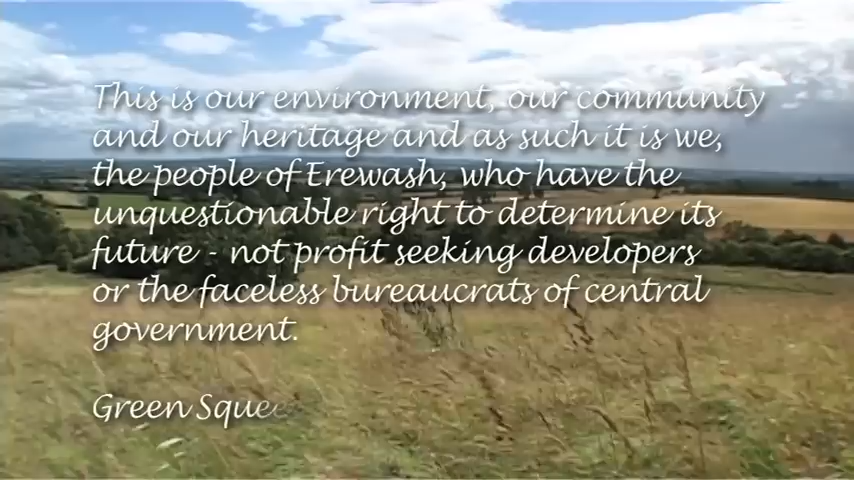 This is our environment, our community
and our heritage and as such it is we,
the people of Erewash, who have the
unquestionable right to determine its
future - not profit seeking developers
or the faceless bureaucrats of central
government.
Green